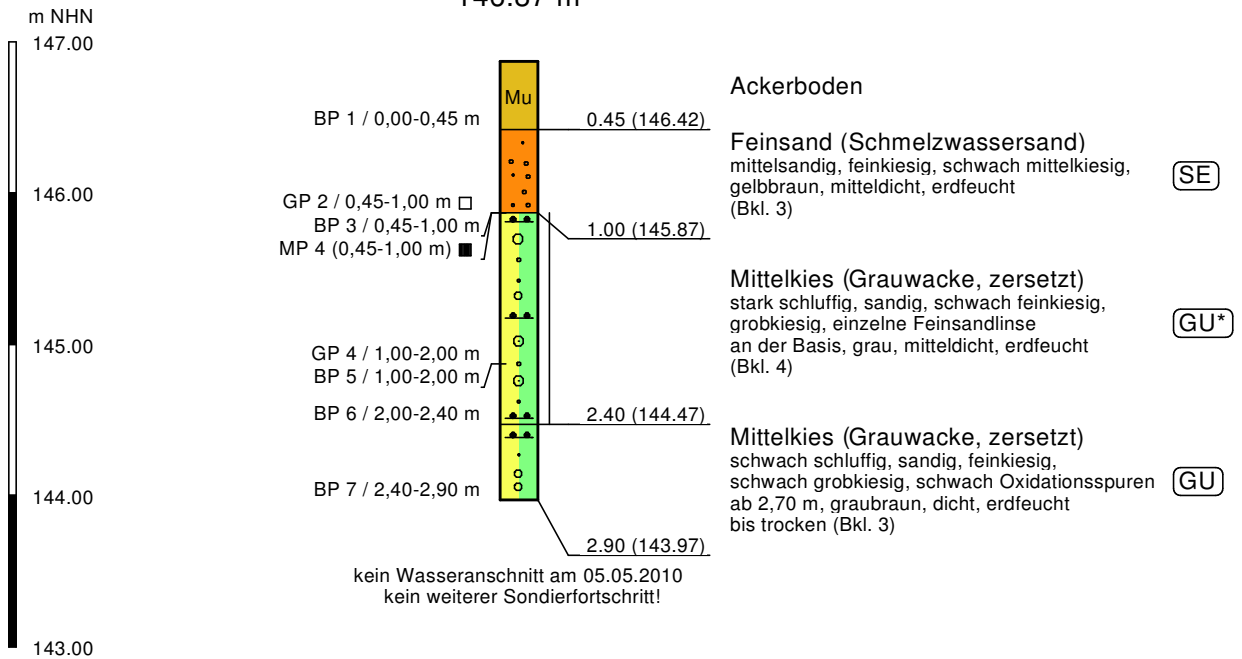 m NHN
147.00
146.00
145.00
144.00
143.00
Mu
BP 1 / 0,00-0,45 m
GP 2 / 0,45-1,00 m
BP 3 / 0,45-1,00 m
MP 4 (0,45-1,00 m)
GP 4 / 1,00-2,00 m
BP 5 / 1,00-2,00 m
BP 6 / 2,00-2,40 m
BP 7 / 2,40-2,90 m
0.45 (146.42)
1.00 (145.87)
2.40 (144.47)
2.90 (143.97)
Ackerboden
Feinsand (Schmelzwassersand)
mittelsandig, feinkiesig, schwach mittelkiesig,
gelbbraun, mitteldicht, erdfeucht
(Bkl. 3)
SE
Mittelkies (Grauwacke, zersetzt)
stark schluffig, sandig, schwach feinkiesig,
grobkiesig, einzelne Feinsandlinse
an der Basis, grau, mitteldicht, erdfeucht
(Bkl. 4)
GU*
Mittelkies (Grauwacke, zersetzt)
schwach schluffig, sandig, feinkiesig,
schwach grobkiesig, schwach Oxidationsspuren
ab 2,70 m, graubraun, dicht, erdfeucht
bis trocken (Bkl. 3)
GU
kein Wasseranschnitt am 05.05.2010
kein weiterer Sondierfortschritt!